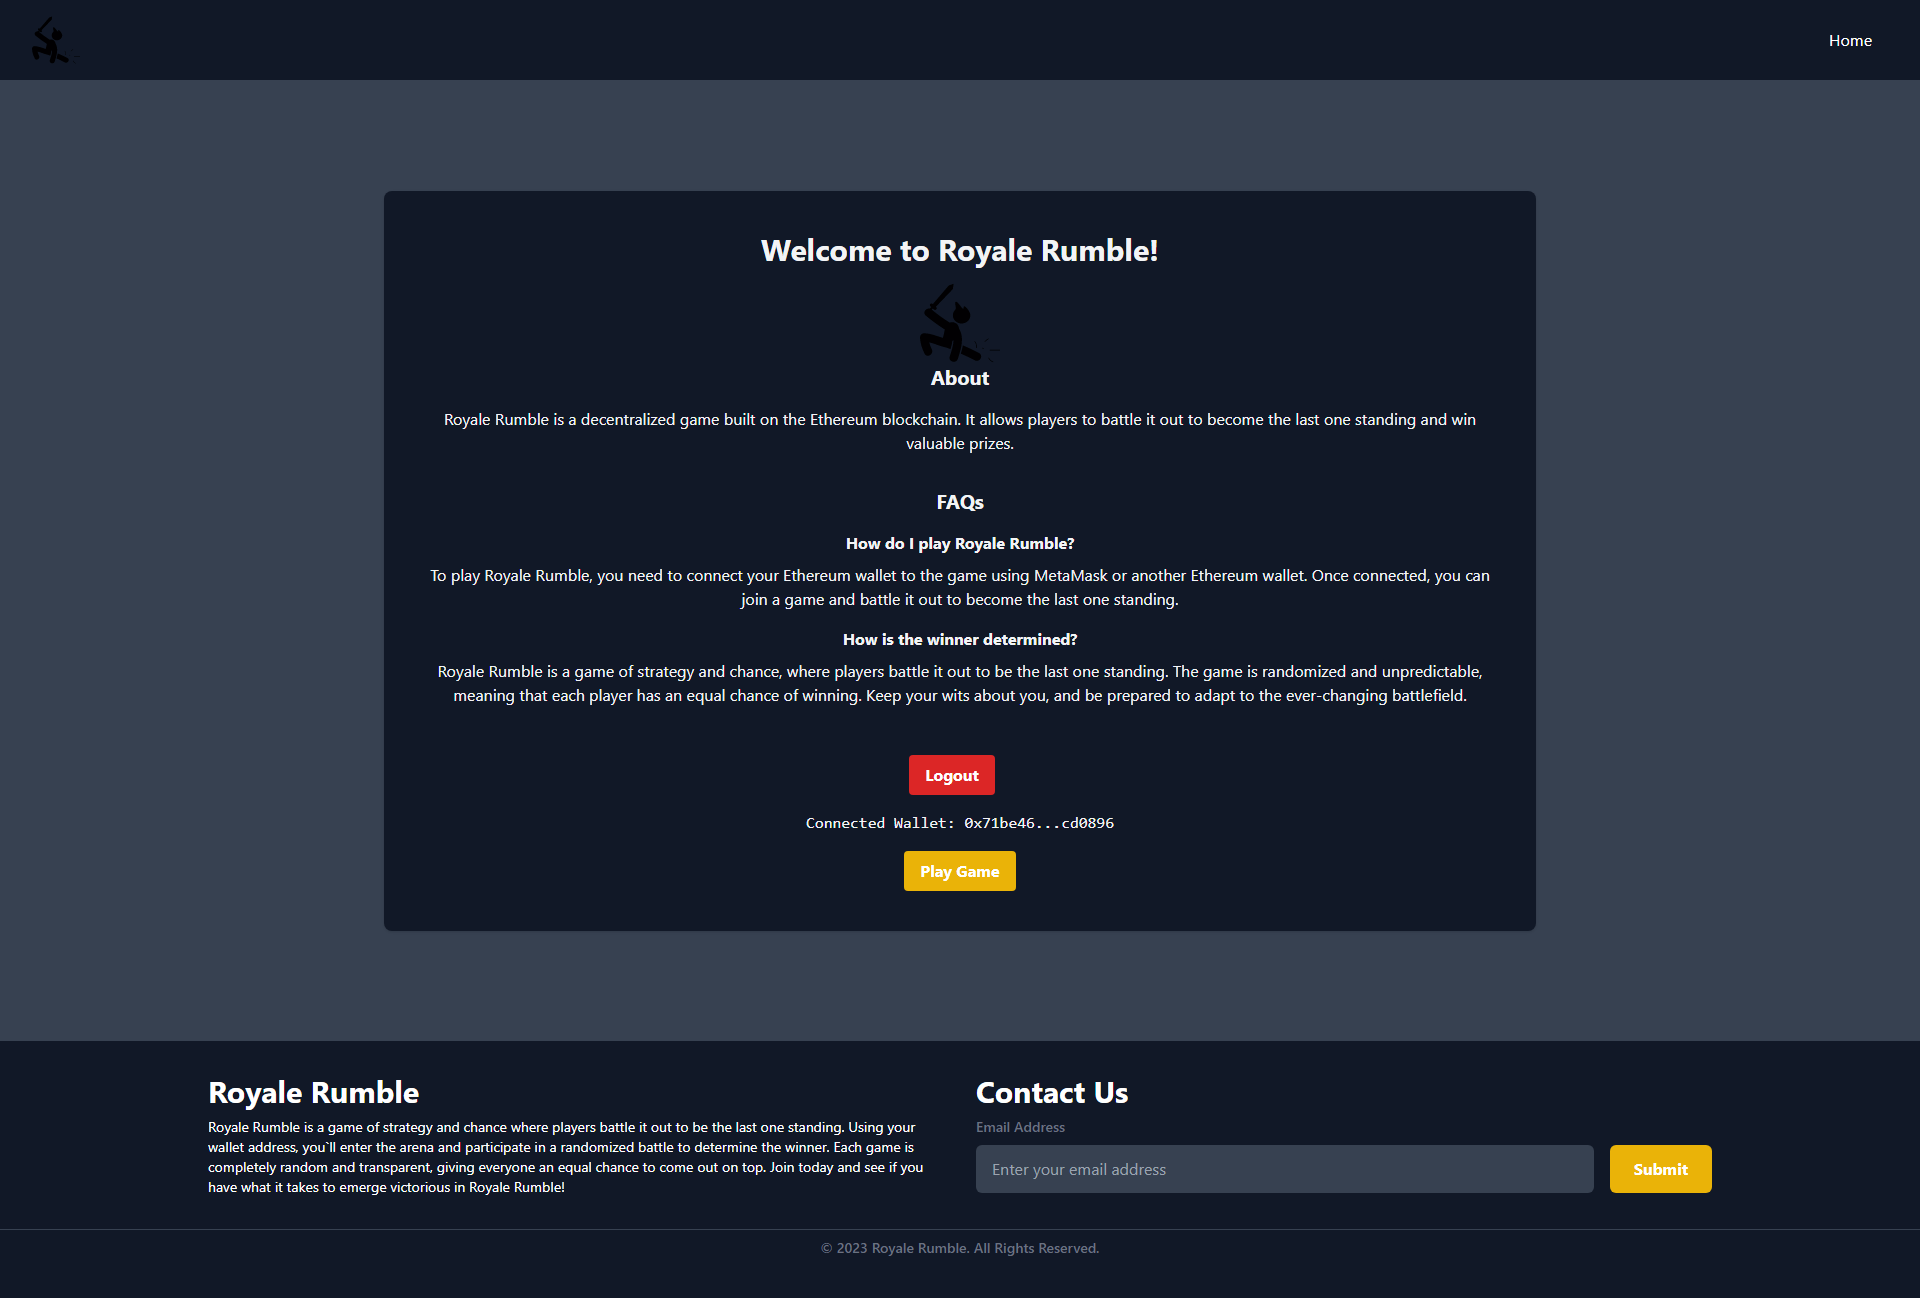 Home
Welcome to Royale Rumble!
About
Royale Rumble is a decentralized game built on the Ethereum blockchain. It allows players to battle it out to become the last one standing and win
valuable prizes.
FAQs
How do I play Royale Rumble?
To play Royale Rumble, you need to connect your Ethereum wallet to the game using MetaMask or another Ethereum wallet. Once connected, you can
join a game and battle it out to become the last one standing.
How is the winner determined?
Royale Rumble is a game of strategy and chance, where players battle it out to be the last one standing. The game is randomized and unpredictable,
meaning that each player has an equal chance of winning. Keep your wits about you, and be prepared to adapt to the ever-changing battlefield.
Logout
Connected Wallet: 0x71be46...cd0896
Play Game
Royale Rumble
Royale Rumble is a game of strategy and chance where players battle it out to be the last one standing. Using your
wallet address, you`ll enter the arena and participate in a randomized battle to determine the winner. Each game is
completely random and transparent, giving everyone an equal chance to come out on top. Join today and see if you
have what it takes to emerge victorious in Royale Rumble!
Contact Us
Email Address
Enter your email address
Submit
© 2023 Royale Rumble. All Rights Reserved.